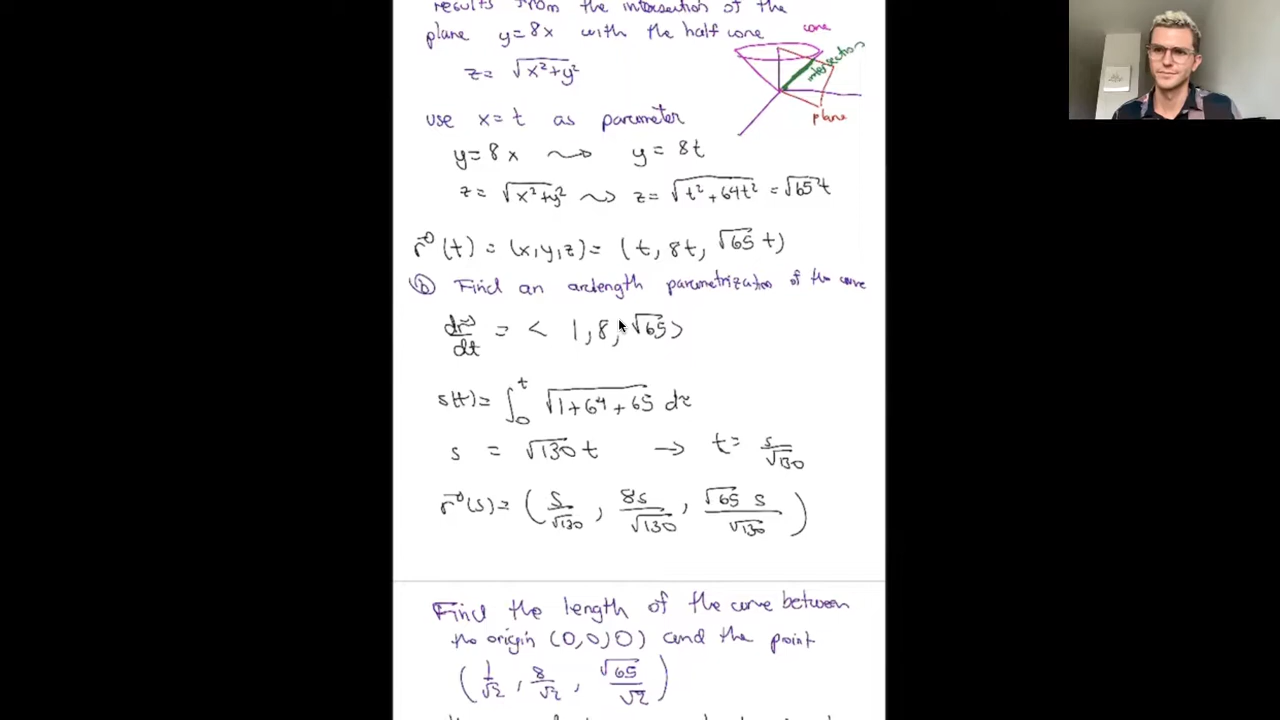 results from the intersection of the
plane y=8x with the half cone
z= √x²+y²
cone
intersection
plane
use x=t as parameter
y=8x ⇝ y= 8t
z= √x²+y² ⇝ z= √t²+64t² = √65 t
r⃗(t) = (x,y,z)= (t, 8t, √65 t)
(b) Find an arclength parametrization of the curve
dr⃗/dt = < 1, 8, √65>
s(t)= ∫₀ᵗ √1+64+65 dτ
s = √130 t → t= s/√130
r⃗(s)= (s/√130, 8s/√130, √65 s/√130)
Find the length of the curve between
the origin (0,0,0) and the point
(1/√2, 8/√2, √65/√2)